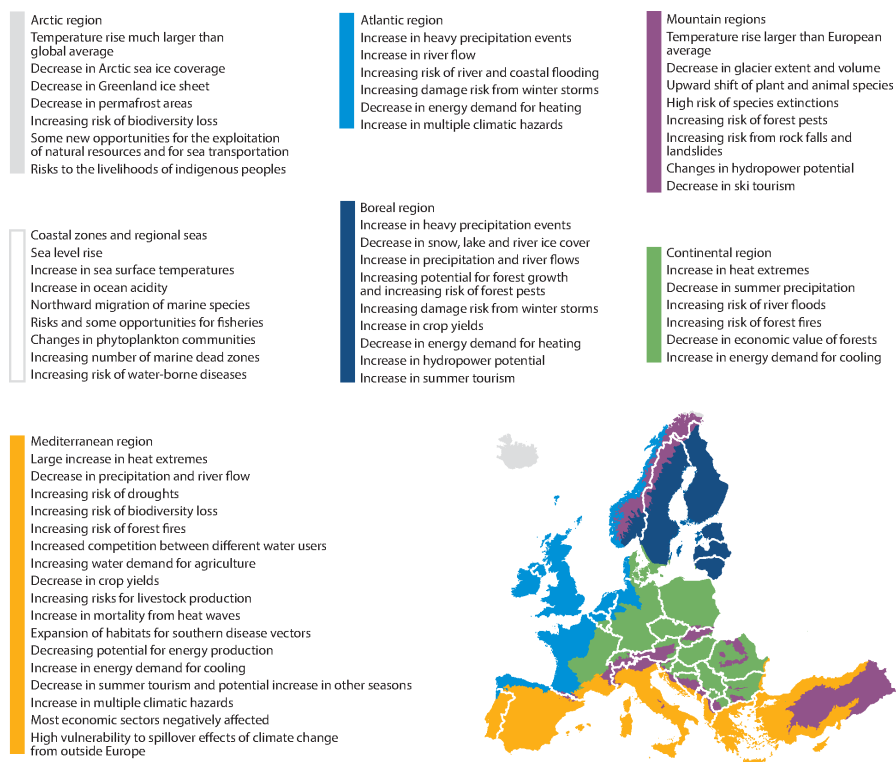 Arctic region
Temperature rise much larger than
global average
Decrease in Arctic sea ice coverage
Decrease in Greenland ice sheet
Decrease in permafrost areas
Increasing risk of biodiversity loss
Some new opportunities for the exploitation
of natural resources and for sea transportation
Risks to the livelihoods of indigenous peoples
Atlantic region
Increase in heavy precipitation events
Increase in river flow
Increasing risk of river and coastal flooding
Increasing damage risk from winter storms
Decrease in energy demand for heating
Increase in multiple climatic hazards
Mountain regions
Temperature rise larger than European
average
Decrease in glacier extent and volume
Upward shift of plant and animal species
High risk of species extinctions
Increasing risk of forest pests
Increasing risk from rock falls and
landslides
Changes in hydropower potential
Decrease in ski tourism
Coastal zones and regional seas
Sea level rise
Increase in sea surface temperatures
Increase in ocean acidity
Northward migration of marine species
Risks and some opportunities for fisheries
Changes in phytoplankton communities
Increasing number of marine dead zones
Increasing risk of water-borne diseases
Boreal region
Increase in heavy precipitation events
Decrease in snow, lake and river ice cover
Increase in precipitation and river flows
Increasing potential for forest growth
and increasing risk of forest pests
Increasing damage risk from winter storms
Increase in crop yields
Decrease in energy demand for heating
Increase in hydropower potential
Increase in summer tourism
Continental region
Increase in heat extremes
Decrease in summer precipitation
Increasing risk of river floods
Increasing risk of forest fires
Decrease in economic value of forests
Increase in energy demand for cooling
Mediterranean region
Large increase in heat extremes
Decrease in precipitation and river flow
Increasing risk of droughts
Increasing risk of biodiversity loss
Increasing risk of forest fires
Increased competition between different water users
Increasing water demand for agriculture
Decrease in crop yields
Increasing risks for livestock production
Increase in mortality from heat waves
Expansion of habitats for southern disease vectors
Decreasing potential for energy production
Increase in energy demand for cooling
Decrease in summer tourism and potential increase in other seasons
Increase in multiple climatic hazards
Most economic sectors negatively affected
High vulnerability to spillover effects of climate change
from outside Europe